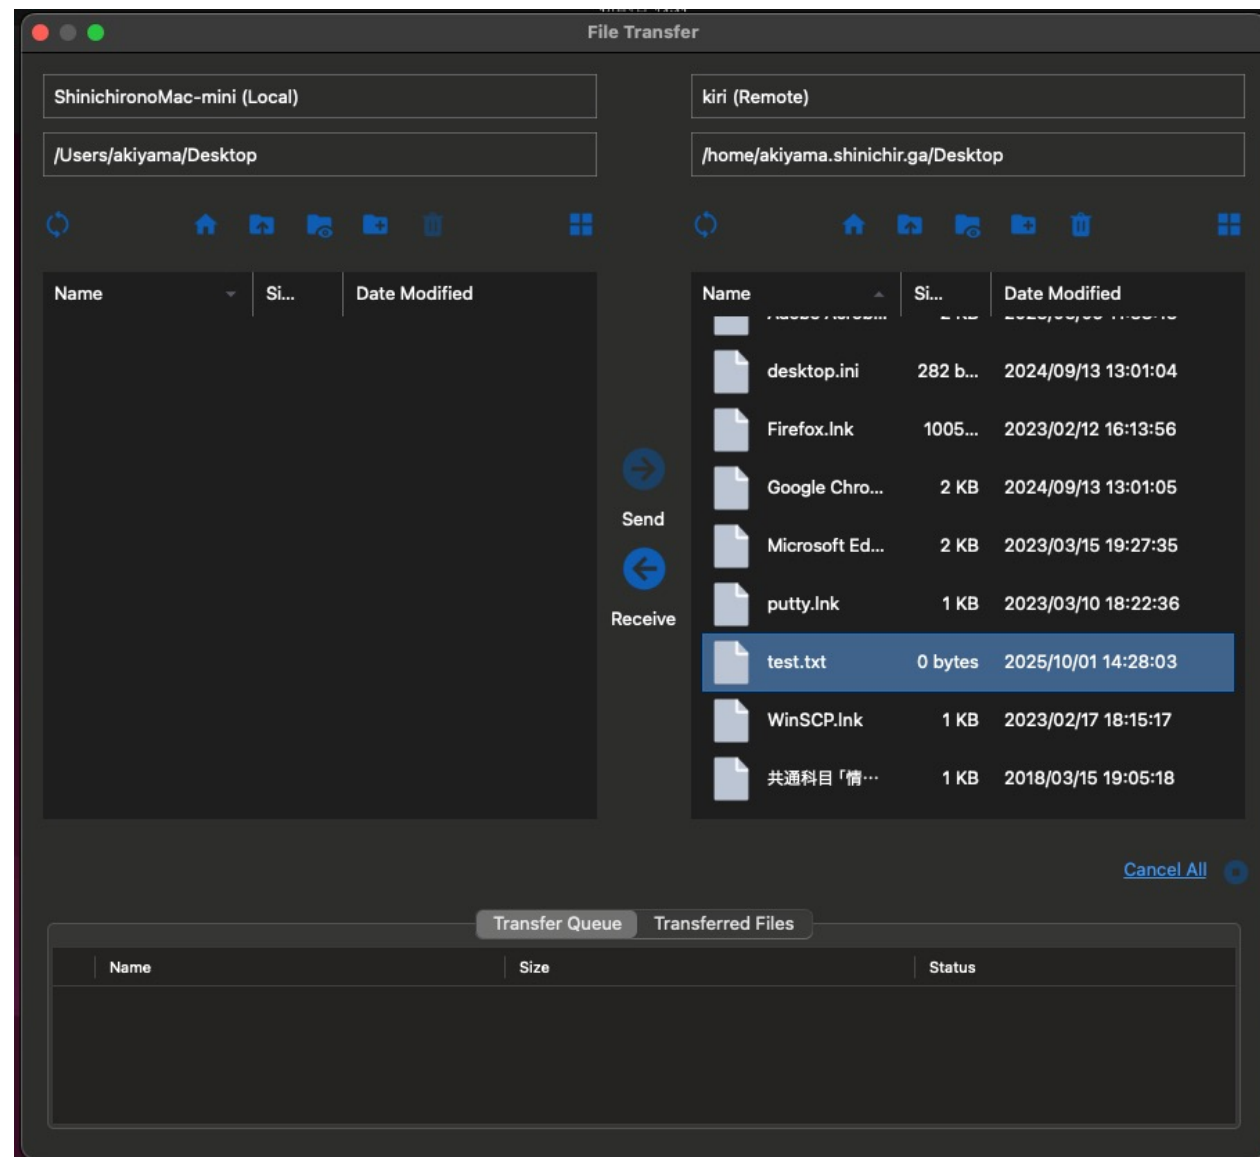 File Transfer
ShinichironoMac-mini (Local)
/Users/akiyama/Desktop
Name Si... Date Modified
Send
Receive
kiri (Remote)
/home/akiyama.shinichir.ga/Desktop
Name Si... Date Modified
desktop.ini 282 b... 2024/09/13 13:01:04
Firefox.lnk 1005... 2023/02/12 16:13:56
Google Chro... 2 KB 2024/09/13 13:01:05
Microsoft Ed... 2 KB 2023/03/15 19:27:35
putty.lnk 1 KB 2023/03/10 18:22:36
test.txt 0 bytes 2025/10/01 14:28:03
WinSCP.lnk 1 KB 2023/02/17 18:15:17
共通科目「情… 1 KB 2018/03/15 19:05:18
Cancel All
Transfer Queue Transferred Files
Name Size Status